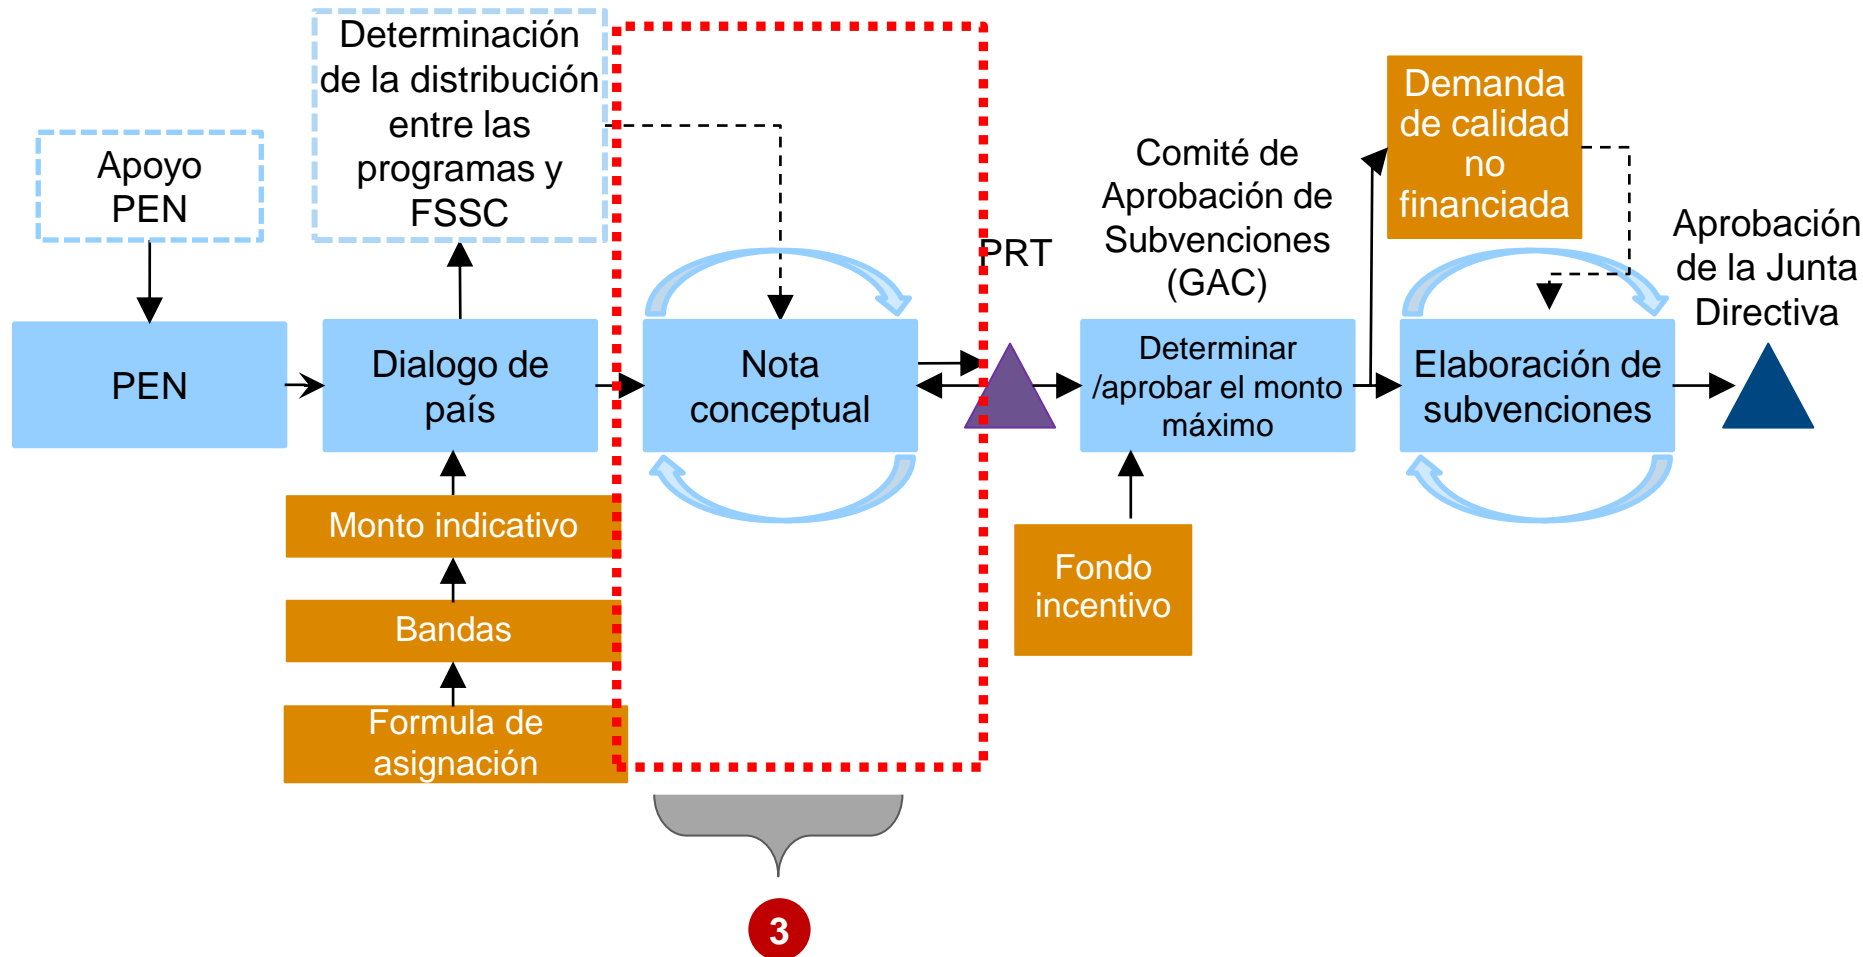 Apoyo
PEN
PEN
Determinación
de la distribución
entre las
programas y
FSSC
Dialogo de
país
Monto indicativo
Bandas
Formula de
asignación
Nota
conceptual
3
PRT
Comité de
Aprobación de
Subvenciones
(GAC)
Determinar
/aprobar el monto
máximo
Fondo
incentivo
Demanda
de calidad
no
financiada
Elaboración de
subvenciones
Aprobación
de la Junta
Directiva